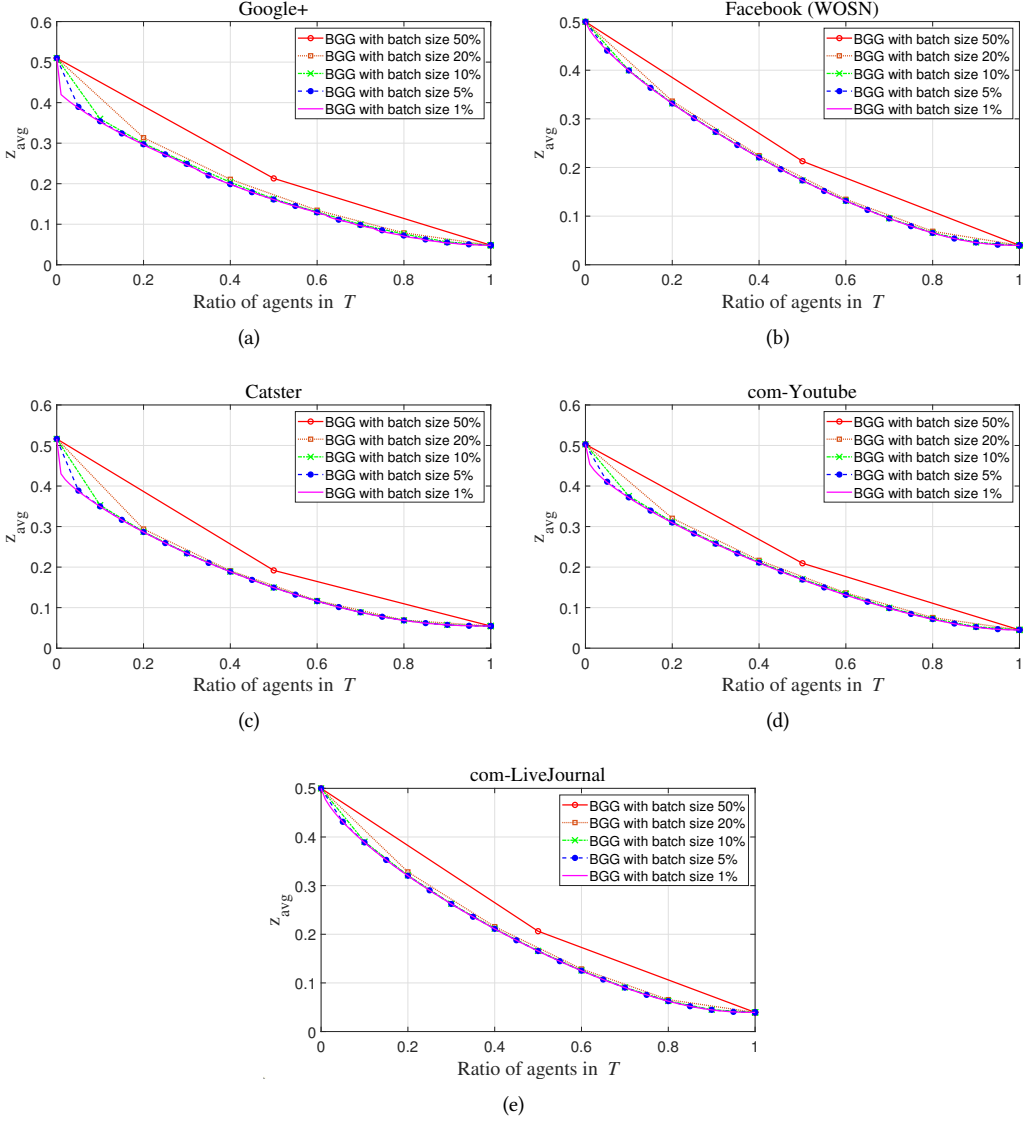 Google+
z_avg
0.6
0.5
0.4
0.3
0.2
0.1
0
BGG with batch size 50%
BGG with batch size 20%
BGG with batch size 10%
BGG with batch size 5%
BGG with batch size 1%
0 0.2 0.4 0.6 0.8 1
Ratio of agents in T
(a)
Facebook (WOSN)
z_avg
0.5
0.4
0.3
0.2
0.1
0
BGG with batch size 50%
BGG with batch size 20%
BGG with batch size 10%
BGG with batch size 5%
BGG with batch size 1%
0 0.2 0.4 0.6 0.8 1
Ratio of agents in T
(b)
Catster
z_avg
0.6
0.5
0.4
0.3
0.2
0.1
0
BGG with batch size 50%
BGG with batch size 20%
BGG with batch size 10%
BGG with batch size 5%
BGG with batch size 1%
0 0.2 0.4 0.6 0.8 1
Ratio of agents in T
(c)
com-Youtube
z_avg
0.6
0.5
0.4
0.3
0.2
0.1
0
BGG with batch size 50%
BGG with batch size 20%
BGG with batch size 10%
BGG with batch size 5%
BGG with batch size 1%
0 0.2 0.4 0.6 0.8 1
Ratio of agents in T
(d)
com-LiveJournal
z_avg
0.5
0.4
0.3
0.2
0.1
0
BGG with batch size 50%
BGG with batch size 20%
BGG with batch size 10%
BGG with batch size 5%
BGG with batch size 1%
0 0.2 0.4 0.6 0.8 1
Ratio of agents in T
(e)